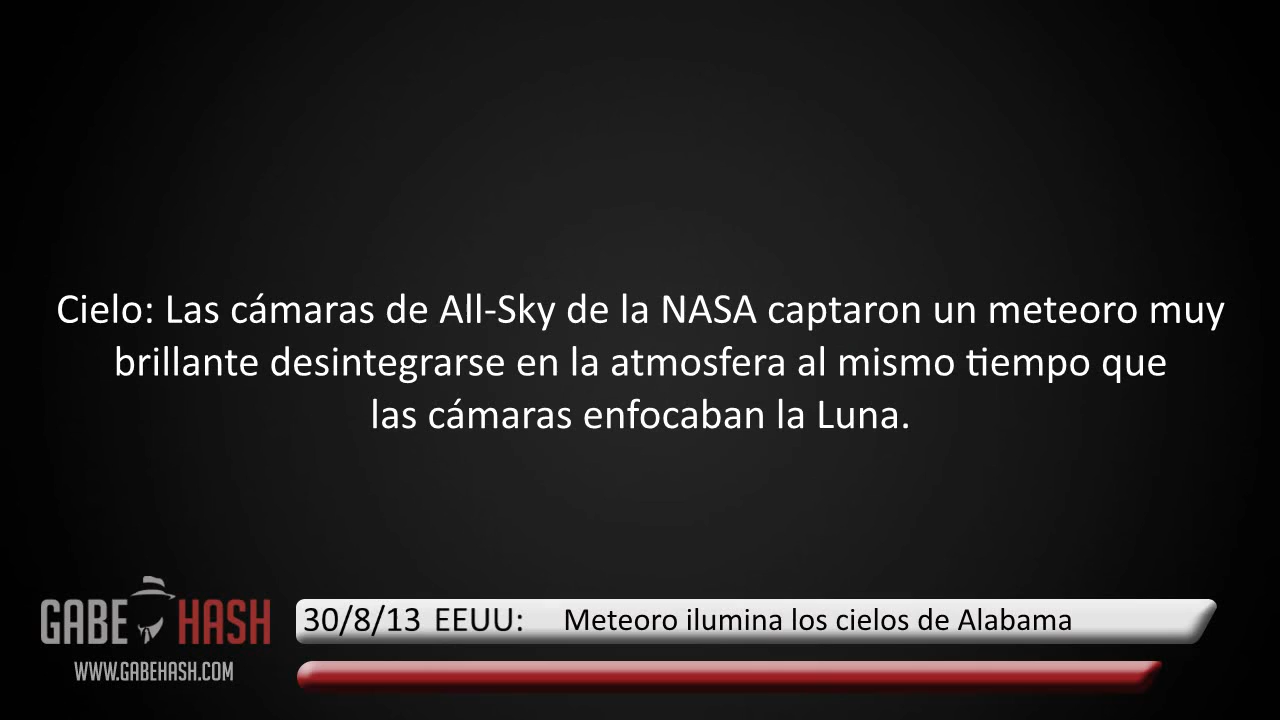 Cielo: Las cámaras de All-Sky de la NASA captaron un meteoro muy
brillante desintegrarse en la atmosfera al mismo tiempo que
las cámaras enfocaban la Luna.
GABE HASH
WWW.GABEHASH.COM
30/8/13 EEUU: Meteoro ilumina los cielos de Alabama